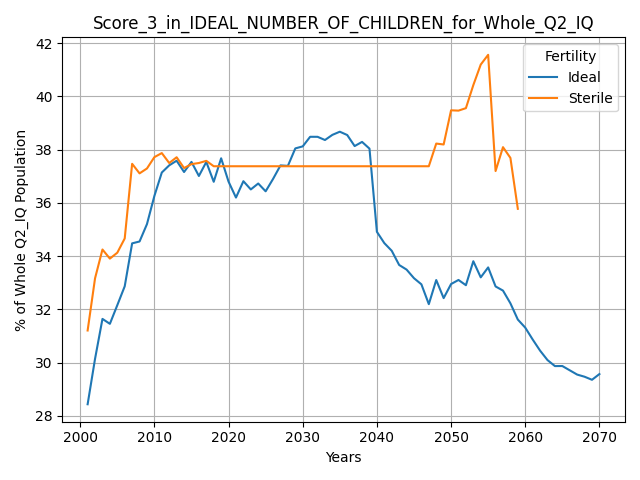 Score_3_in_IDEAL_NUMBER_OF_CHILDREN_for_Whole_Q2_IQ
% of Whole Q2_IQ Population
42
40
38
36
34
32
30
28
Fertility
Ideal
Sterile
2000 2010 2020 2030 2040 2050 2060 2070
Years